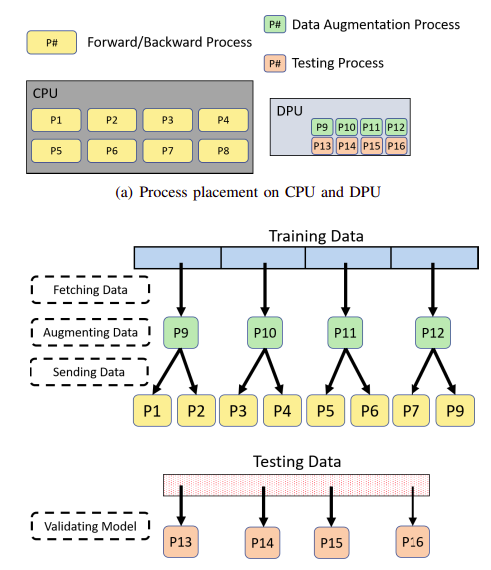 P#
Forward/Backward Process
P#
Data Augmentation Process
P#
Testing Process
CPU
P1 P2 P3 P4
P5 P6 P7 P8
DPU
P9 P10 P11 P12
P13 P14 P15 P16
(a) Process placement on CPU and DPU
Training Data
Fetching Data
Augmenting Data
P9 P10 P11 P12
Sending Data
P1 P2 P3 P4 P5 P6 P7 P9
Testing Data
Validating Model
P13 P14 P15 P16